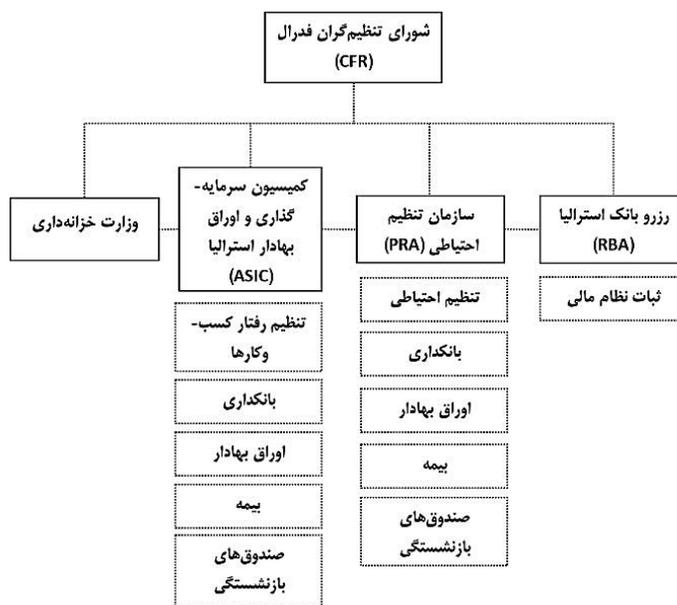 شورای تنظیم‌گران فدرال
(CFR)
رزرو بانک استرالیا
(RBA)
ثبات نظام مالی
سازمان تنظیم
احتیاطی (PRA)
تنظیم احتیاطی
بانکداری
اوراق بهادار
بیمه
صندوق‌های
بازنشستگی
کمیسیون سرمایه-
گذاری و اوراق
بهادار استرالیا
(ASIC)
تنظیم رفتار کسب-
وکارها
بانکداری
اوراق بهادار
بیمه
صندوق‌های
بازنشستگی
وزارت خزانه‌داری